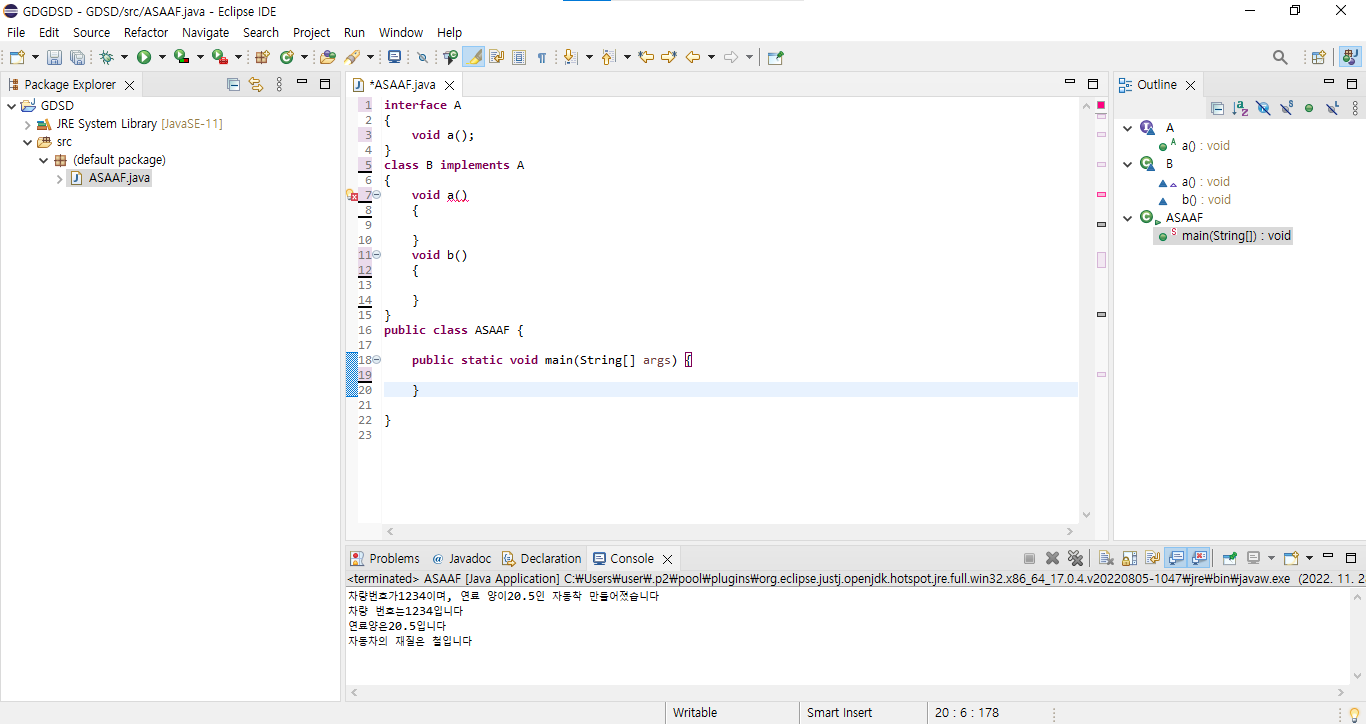 GDGDSD - GDSD/src/ASAAF.java - Eclipse IDE
File Edit Source Refactor Navigate Search Project Run Window Help
Package Explorer
GDSD
JRE System Library [JavaSE-11]
src
(default package)
ASAAF.java
*ASAAF.java
1 interface A
2 {
3     void a();
4 }
5 class B implements A
6 {
7     void a()
8     {
9
10     }
11     void b()
12     {
13
14     }
15 }
16 public class ASAAF {
17
18     public static void main(String[] args) {
19
20     }
21
22 }
23
Outline
A
a() : void
B
a() : void
b() : void
ASAAF
main(String[]) : void
Problems @ Javadoc Declaration Console
<terminated> ASAAF [Java Application] C:₩Users₩user₩.p2₩pool₩plugins₩org.eclipse.justj.openjdk.hotspot.jre.full.win32.x86_64_17.0.4.v20220805-1047₩jre₩bin₩javaw.exe (2022. 11. 2
차량번호가1234이며, 연료 양이20.5인 자동착 만들어졌습니다
차량 번호는1234입니다
연료양은20.5입니다
자동차의 재질은 철입니다
Writable Smart Insert 20 : 6 : 178